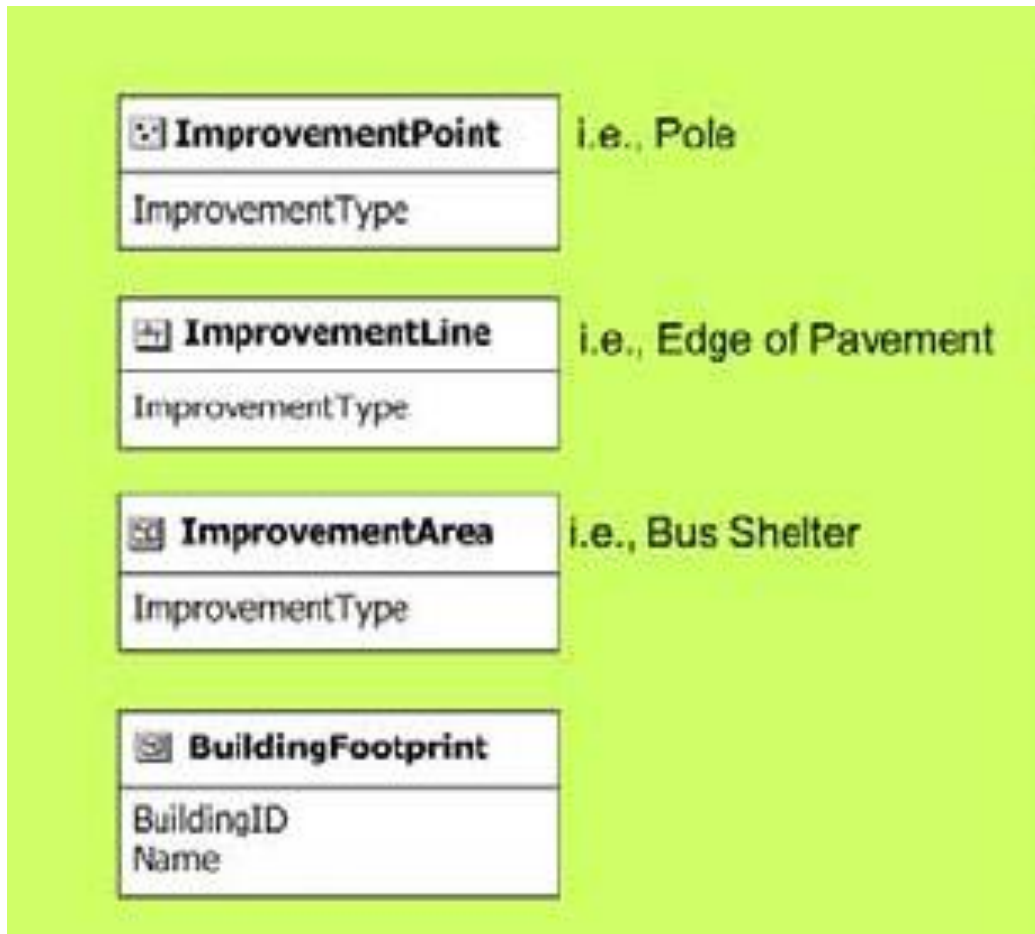 ImprovementPoint i.e., Pole
ImprovementType
ImprovementLine i.e., Edge of Pavement
ImprovementType
ImprovementArea i.e., Bus Shelter
ImprovementType
BuildingFootprint
BuildingID
Name